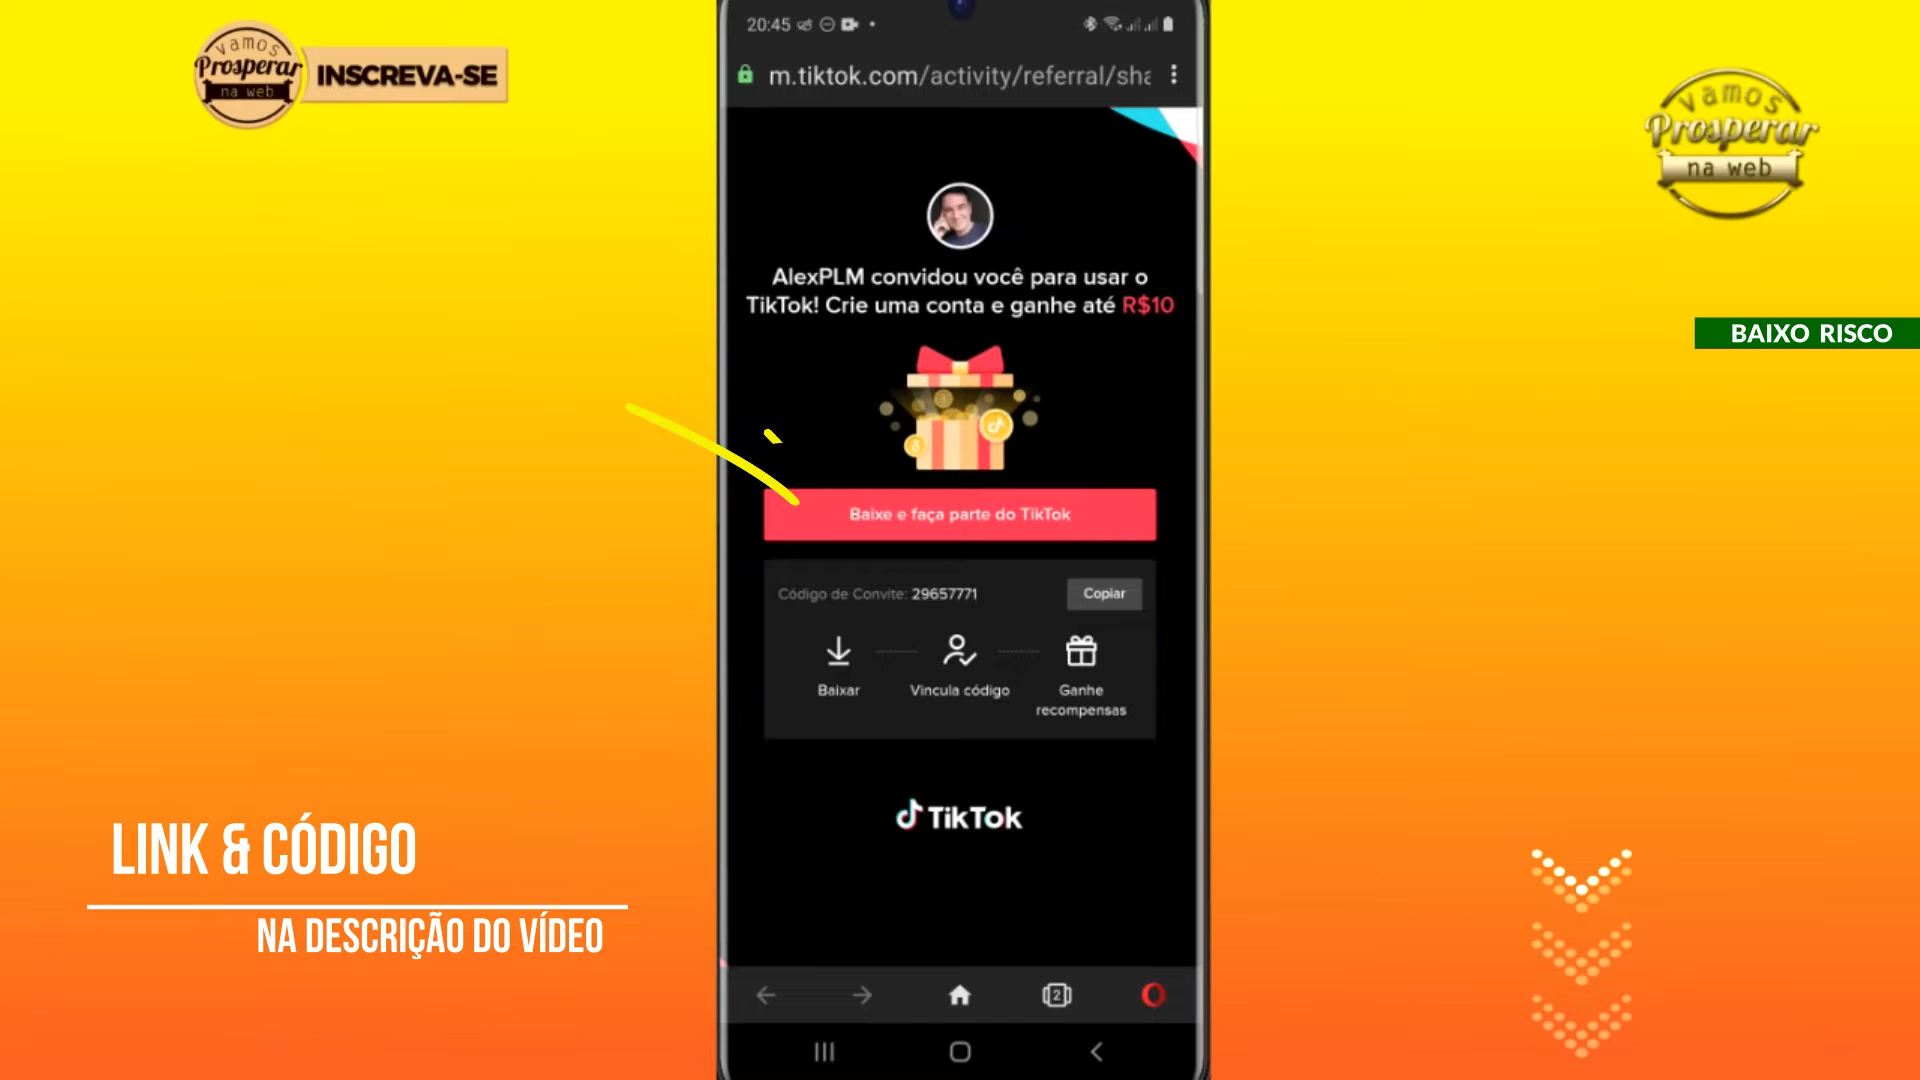 vamos
Prosperar
na web
INSCREVA-SE
20:45
m.tiktok.com/activity/referral/sha
vamos
Prosperar
na web
AlexPLM convidou você para usar o
TikTok! Crie uma conta e ganhe até R$10
BAIXO RISCO
Baixe e faça parte do TikTok
Código de Convite: 29657771
Copiar
Baixar
Vincula código
Ganhe
recompensas
TikTok
LINK & CÓDIGO
NA DESCRIÇÃO DO VÍDEO
2